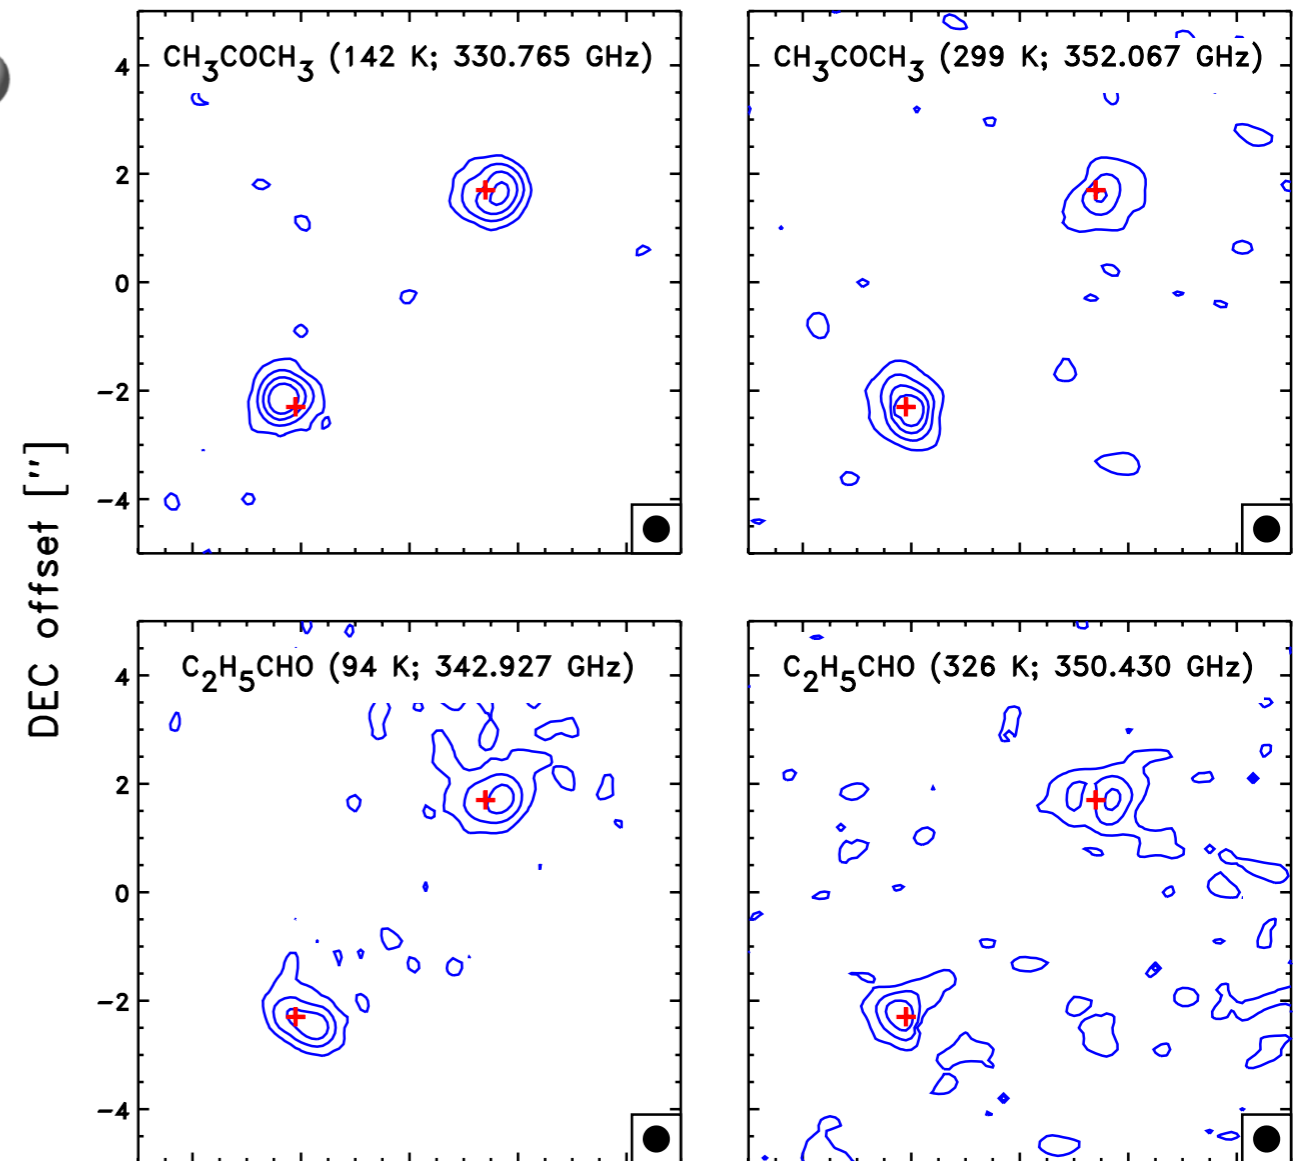 CH3COCH3 (142 K; 330.765 GHz)
CH3COCH3 (299 K; 352.067 GHz)
4
2
0
−2
−4
C2H5CHO (94 K; 342.927 GHz)
C2H5CHO (326 K; 350.430 GHz)
4
2
0
−2
−4
DEC offset ["]